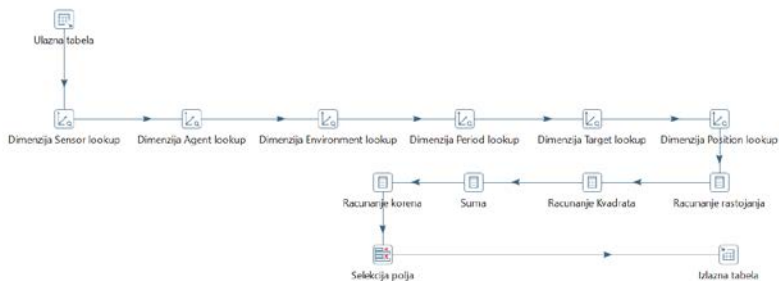 Ulazna tabela
Dimenzija Sensor lookup
Dimenzija Agent lookup
Dimenzija Environment lookup
Dimenzija Period lookup
Dimenzija Target lookup
Dimenzija Position lookup
Racunanje korena
Suma
Racunanje Kvadrata
Racunanje rastojanja
Selekcija polja
Izlazna tabela